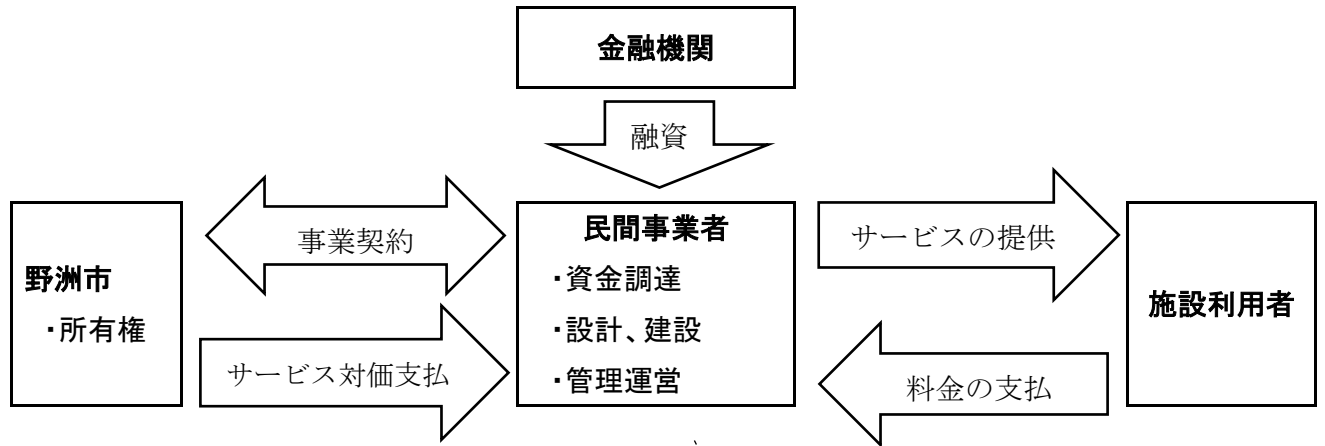 金融機関
融資
野洲市
・所有権
事業契約
サービス対価支払
民間事業者
・資金調達
・設計、建設
・管理運営
サービスの提供
料金の支払
施設利用者